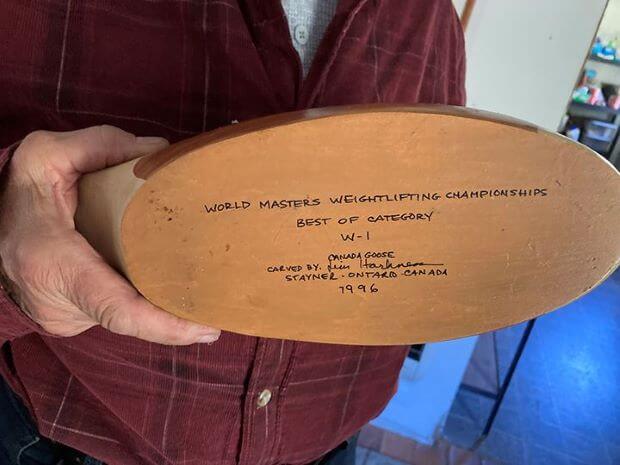 WORLD MASTERS WEIGHTLIFTING CHAMPIONSHIPS
BEST OF CATEGORY
W-1
CANADA GOOSE
CARVED BY. Harkness
STAYNER - ONTARIO - CANADA
1996